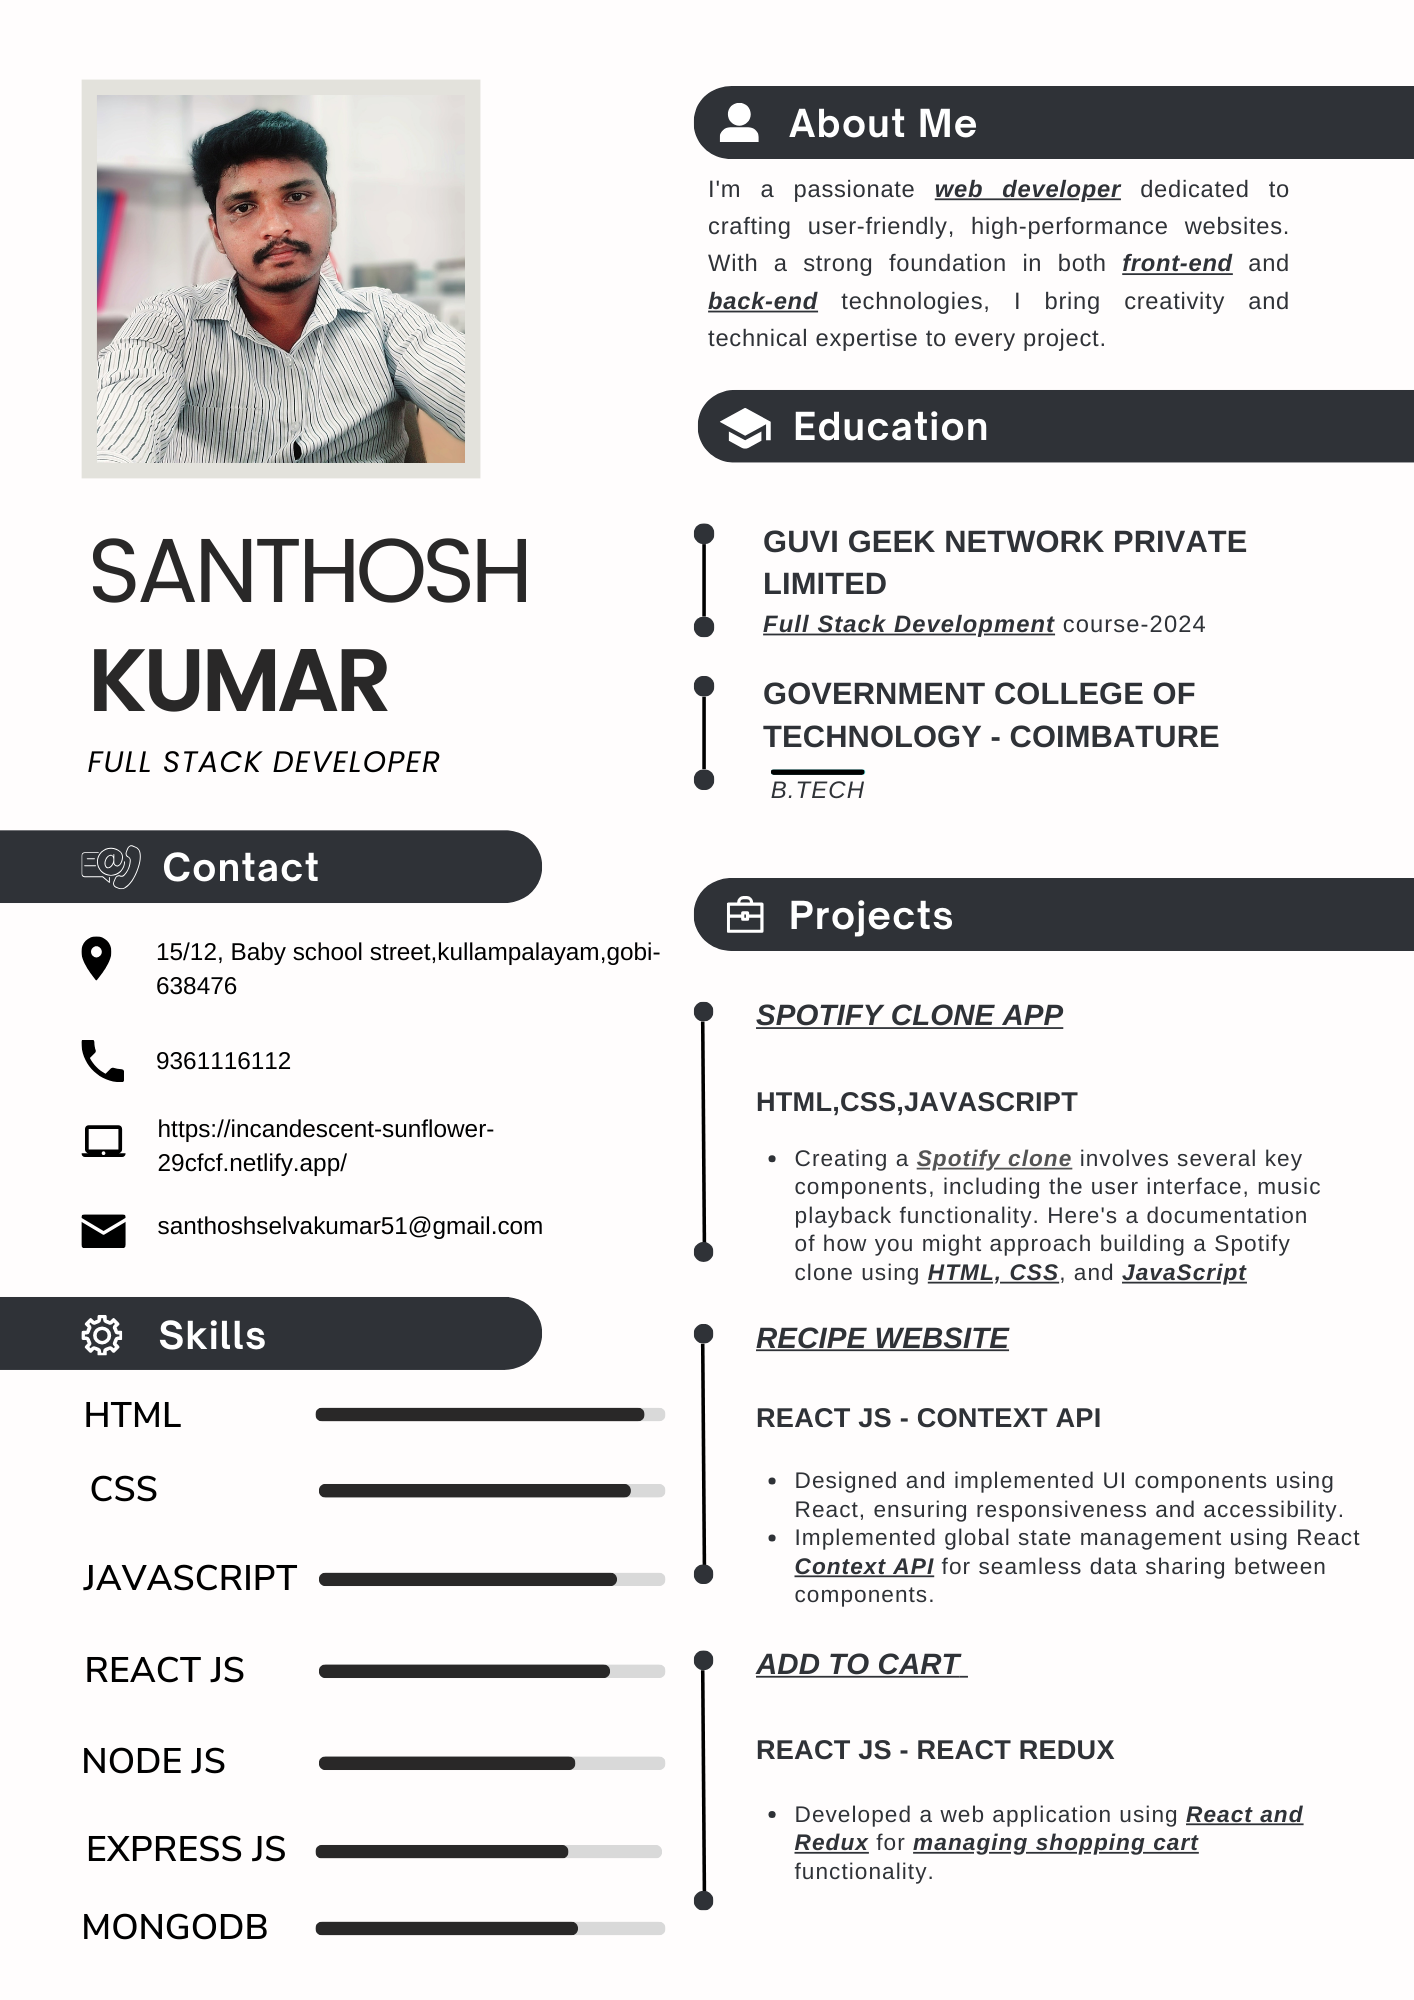 SANTHOSH
KUMAR
FULL STACK DEVELOPER
Contact
15/12, Baby school street,kullampalayam,gobi-
638476
9361116112
https://incandescent-sunflower-
29cfcf.netlify.app/
santhoshselvakumar51@gmail.com
Skills
HTML
CSS
JAVASCRIPT
REACT JS
NODE JS
EXPRESS JS
MONGODB
About Me
I'm a passionate web developer dedicated to
crafting user-friendly, high-performance websites.
With a strong foundation in both front-end and
back-end technologies, I bring creativity and
technical expertise to every project.
Education
GUVI GEEK NETWORK PRIVATE
LIMITED
Full Stack Development course-2024
GOVERNMENT COLLEGE OF
TECHNOLOGY - COIMBATURE
B.TECH
Projects
SPOTIFY CLONE APP
HTML,CSS,JAVASCRIPT
• Creating a Spotify clone involves several key
components, including the user interface, music
playback functionality. Here's a documentation
of how you might approach building a Spotify
clone using HTML, CSS, and JavaScript
RECIPE WEBSITE
REACT JS - CONTEXT API
• Designed and implemented UI components using
React, ensuring responsiveness and accessibility.
• Implemented global state management using React
Context API for seamless data sharing between
components.
ADD TO CART
REACT JS - REACT REDUX
• Developed a web application using React and
Redux for managing shopping cart
functionality.